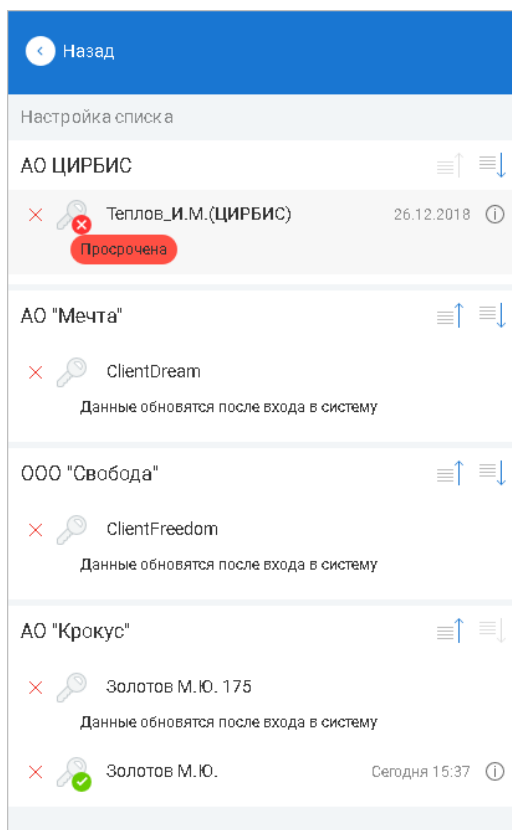 Назад
Настройка списка
АО ЦИРБИС
Теплов_И.М.(ЦИРБИС) 26.12.2018
Просрочена
АО "Мечта"
ClientDream
Данные обновятся после входа в систему
ООО "Свобода"
ClientFreedom
Данные обновятся после входа в систему
АО "Крокус"
Золотов М.Ю. 175
Данные обновятся после входа в систему
Золотов М.Ю. Сегодня 15:37